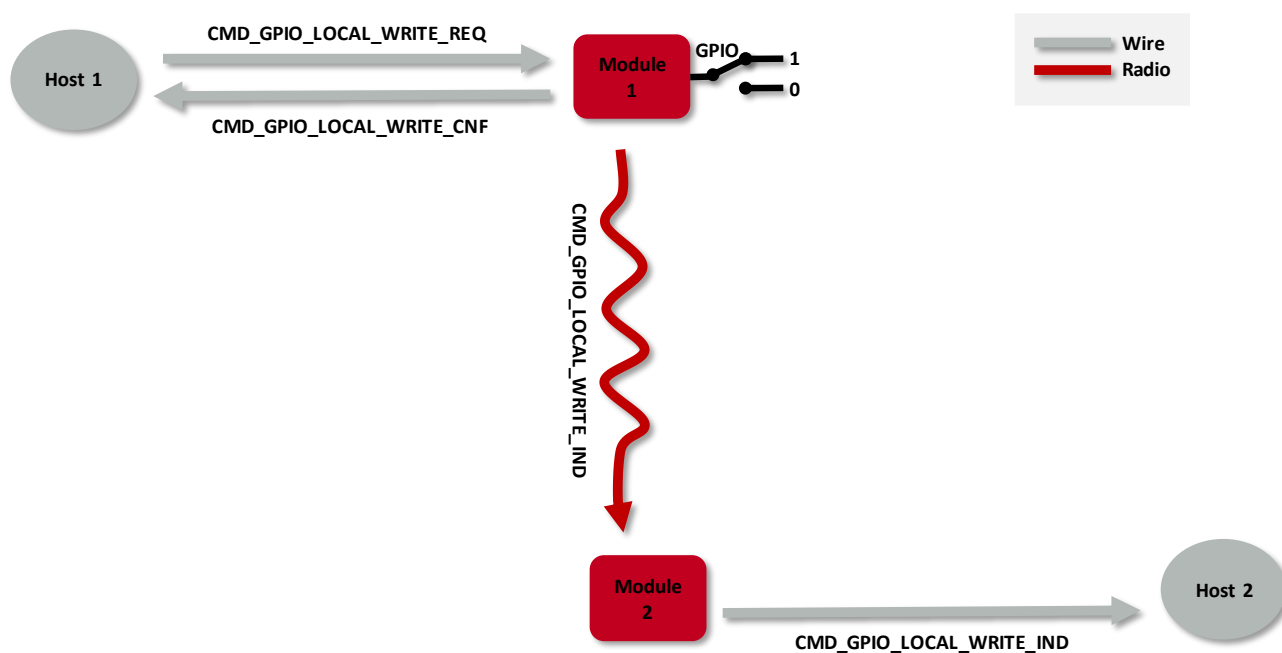 CMD_GPIO_LOCAL_WRITE_REQ
Host 1
Module
1
GPIO
1
0
Wire
Radio
CMD_GPIO_LOCAL_WRITE_CNF
CMD_GPIO_LOCAL_WRITE_IND
Module
2
Host 2
CMD_GPIO_LOCAL_WRITE_IND